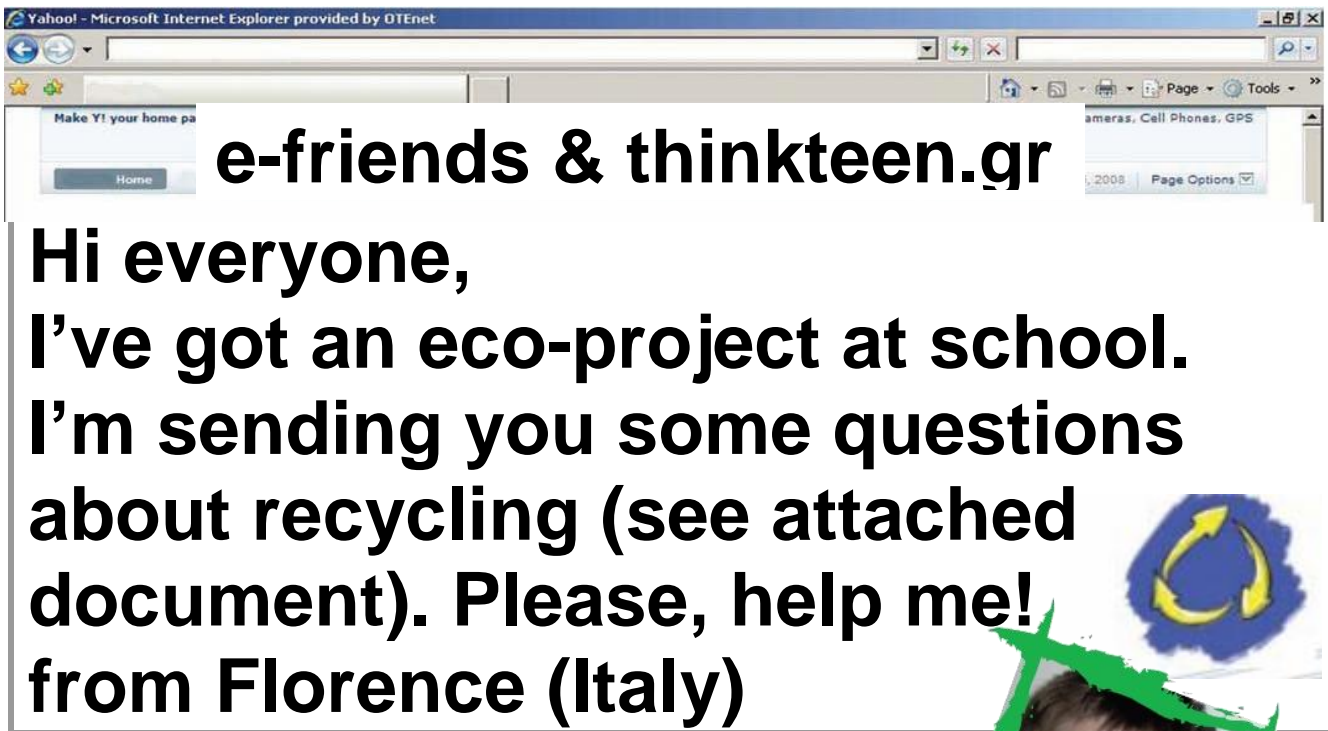 Yahoo! - Microsoft Internet Explorer provided by OTEnet
Page Tools
Make Y! your home pa
ameras, Cell Phones, GPS
e-friends & thinkteen.gr
Home
, 2008 | Page Options
Hi everyone,
I’ve got an eco-project at school.
I’m sending you some questions
about recycling (see attached
document). Please, help me!
from Florence (Italy)